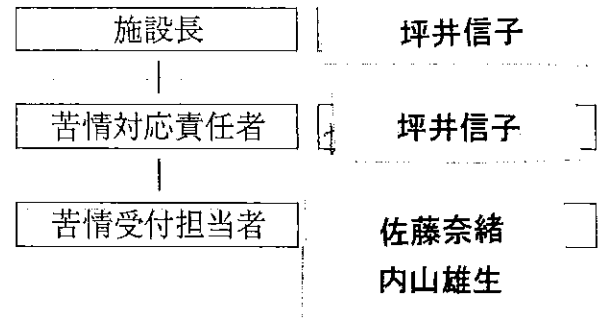 施設長 坪井信子
苦情対応責任者 坪井信子
苦情受付担当者 佐藤奈緒
内山雄生